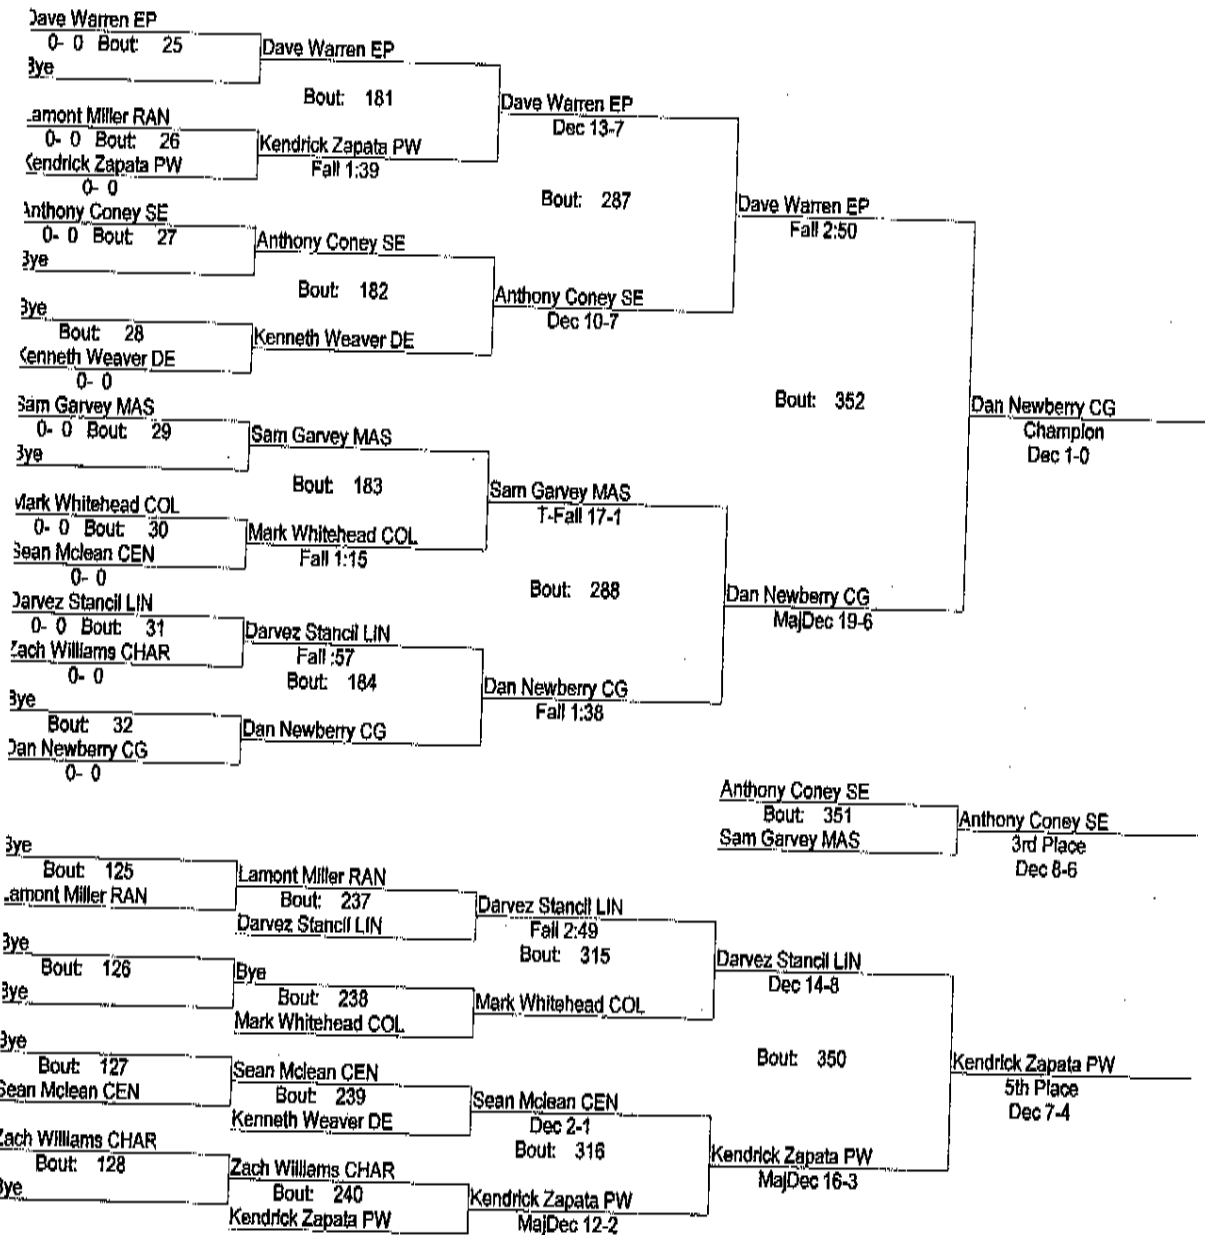 Dave Warren EP
0- 0 Bout: 25
Bye
Dave Warren EP
Bout: 181
Lamont Miller RAN
0- 0 Bout: 26
Kendrick Zapata PW
0- 0
Kendrick Zapata PW
Fall 1:39
Dave Warren EP
Dec 13-7
Bout: 287
Anthony Coney SE
0- 0 Bout: 27
Bye
Anthony Coney SE
Bout: 182
Bye
Bout: 28
Kenneth Weaver DE
0- 0
Kenneth Weaver DE
Anthony Coney SE
Dec 10-7
Dave Warren EP
Fall 2:50
Bout: 352
Sam Garvey MAS
0- 0 Bout: 29
Bye
Sam Garvey MAS
Bout: 183
Mark Whitehead COL
0- 0 Bout: 30
Sean Mclean CEN
0- 0
Mark Whitehead COL
Fall 1:15
Sam Garvey MAS
T-Fall 17-1
Bout: 288
Darvez Stancil LIN
0- 0 Bout: 31
Zach Williams CHAR
0- 0
Darvez Stancil LIN
Fall :57
Bout: 184
Bye
Bout: 32
Dan Newberry CG
0- 0
Dan Newberry CG
Dan Newberry CG
Fall 1:38
Dan Newberry CG
MajDec 19-6
Dan Newberry CG
Champion
Dec 1-0
Anthony Coney SE
Bout: 351
Sam Garvey MAS
Anthony Coney SE
3rd Place
Dec 8-6
Bye
Bout: 125
Lamont Miller RAN
Lamont Miller RAN
Bout: 237
Darvez Stancil LIN
Darvez Stancil LIN
Fall 2:49
Bout: 315
Bye
Bout: 126
Bye
Bye
Bout: 238
Mark Whitehead COL
Mark Whitehead COL
Darvez Stancil LIN
Dec 14-8
Bout: 350
Bye
Bout: 127
Sean Mclean CEN
Sean Mclean CEN
Bout: 239
Kenneth Weaver DE
Sean Mclean CEN
Dec 2-1
Bout: 316
Zach Williams CHAR
Bout: 128
Bye
Zach Williams CHAR
Bout: 240
Kendrick Zapata PW
Kendrick Zapata PW
MajDec 12-2
Kendrick Zapata PW
MajDec 16-3
Kendrick Zapata PW
5th Place
Dec 7-4